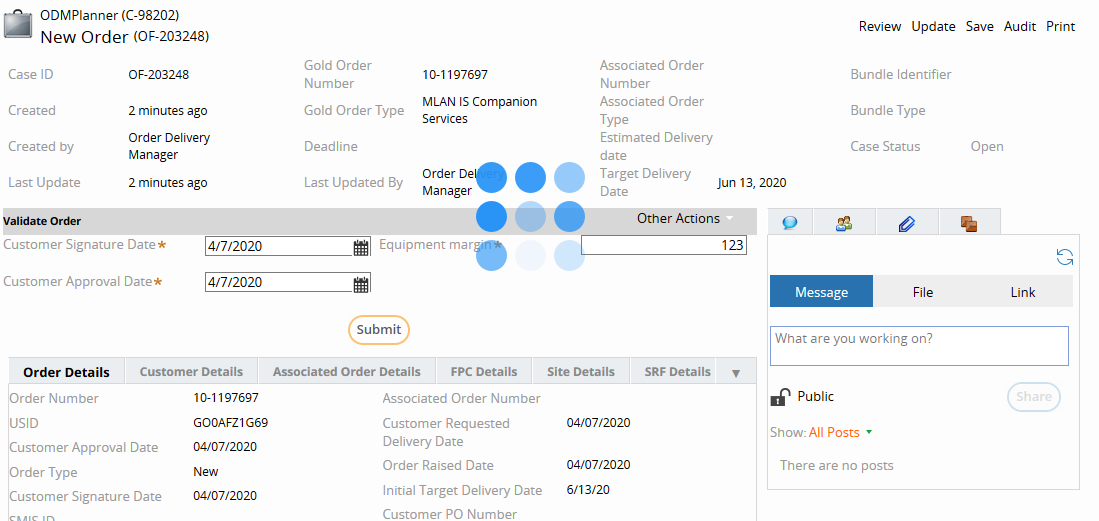 ODMPlanner (C-98202)
New Order (OF-203248)
Review Update Save Audit Print
Case ID OF-203248
Gold Order Number 10-1197697
Associated Order Number
Bundle Identifier
Created 2 minutes ago
Gold Order Type MLAN IS Companion Services
Associated Order Type
Bundle Type
Created by Order Delivery Manager
Deadline
Estimated Delivery date
Case Status Open
Last Update 2 minutes ago
Last Updated By Order Delivery Manager
Target Delivery Date Jun 13, 2020
Validate Order
Other Actions
Customer Signature Date* 4/7/2020
Equipment margin* 123
Customer Approval Date* 4/7/2020
Submit
Message File Link
What are you working on?
Public
Share
Show: All Posts
There are no posts
Order Details Customer Details Associated Order Details FPC Details Site Details SRF Details
Order Number 10-1197697
Associated Order Number
USID GO0AFZ1G69
Customer Requested Delivery Date 04/07/2020
Customer Approval Date 04/07/2020
Order Raised Date 04/07/2020
Order Type New
Initial Target Delivery Date 6/13/20
Customer Signature Date 04/07/2020
Customer PO Number
SMIS ID